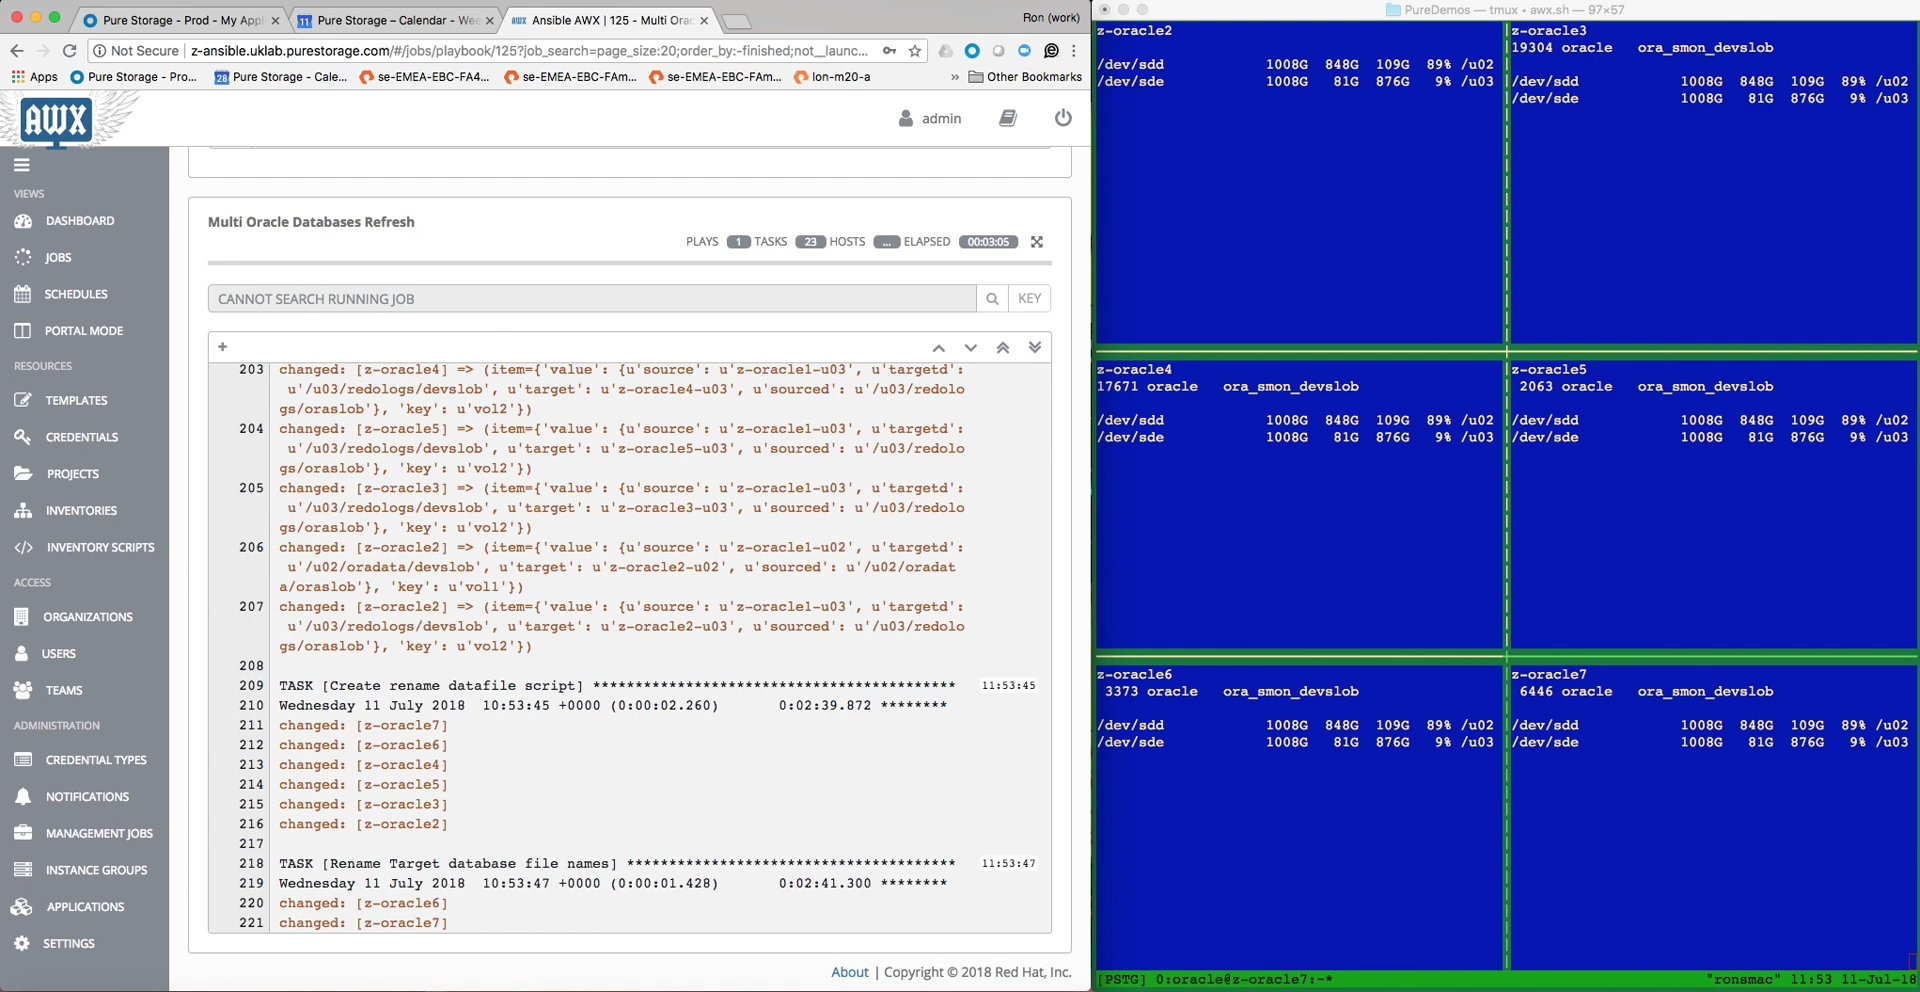 Pure Storage - Prod - My Appl
Pure Storage – Calendar - Wee
Ansible AWX | 125 - Multi Orac
Ron (work)
Not Secure | z-ansible.uklab.purestorage.com/#/jobs/playbook/125?job_search=page_size:20;order_by:-finished;not__launc...
Apps
Pure Storage - Pro...
Pure Storage - Cale...
se-EMEA-EBC-FA4...
se-EMEA-EBC-FAm...
se-EMEA-EBC-FAm...
lon-m20-a
»
Other Bookmarks
AWX
admin
VIEWS
DASHBOARD
JOBS
SCHEDULES
PORTAL MODE
RESOURCES
TEMPLATES
CREDENTIALS
PROJECTS
INVENTORIES
INVENTORY SCRIPTS
ACCESS
ORGANIZATIONS
USERS
TEAMS
ADMINISTRATION
CREDENTIAL TYPES
NOTIFICATIONS
MANAGEMENT JOBS
INSTANCE GROUPS
APPLICATIONS
SETTINGS
Multi Oracle Databases Refresh
PLAYS 1 TASKS 23 HOSTS ... ELAPSED 00:03:05
CANNOT SEARCH RUNNING JOB
KEY
203 changed: [z-oracle4] => (item={'value': {u'source': u'z-oracle1-u03', u'targetd':
u'/u03/redologs/devslob', u'target': u'z-oracle4-u03', u'sourced': u'/u03/redolo
gs/oraslob'}, 'key': u'vol2'})
204 changed: [z-oracle5] => (item={'value': {u'source': u'z-oracle1-u03', u'targetd':
u'/u03/redologs/devslob', u'target': u'z-oracle5-u03', u'sourced': u'/u03/redolo
gs/oraslob'}, 'key': u'vol2'})
205 changed: [z-oracle3] => (item={'value': {u'source': u'z-oracle1-u03', u'targetd':
u'/u03/redologs/devslob', u'target': u'z-oracle3-u03', u'sourced': u'/u03/redolo
gs/oraslob'}, 'key': u'vol2'})
206 changed: [z-oracle2] => (item={'value': {u'source': u'z-oracle1-u02', u'targetd':
u'/u02/oradata/devslob', u'target': u'z-oracle2-u02', u'sourced': u'/u02/oradat
a/oraslob'}, 'key': u'vol1'})
207 changed: [z-oracle2] => (item={'value': {u'source': u'z-oracle1-u03', u'targetd':
u'/u03/redologs/devslob', u'target': u'z-oracle2-u03', u'sourced': u'/u03/redolo
gs/oraslob'}, 'key': u'vol2'})
208
209 TASK [Create rename datafile script] ******************************************* 11:53:45
210 Wednesday 11 July 2018 10:53:45 +0000 (0:00:02.260) 0:02:39.872 ********
211 changed: [z-oracle7]
212 changed: [z-oracle6]
213 changed: [z-oracle4]
214 changed: [z-oracle5]
215 changed: [z-oracle3]
216 changed: [z-oracle2]
217
218 TASK [Rename Target database file names] *************************************** 11:53:47
219 Wednesday 11 July 2018 10:53:47 +0000 (0:00:01.428) 0:02:41.300 ********
220 changed: [z-oracle6]
221 changed: [z-oracle7]
About | Copyright © 2018 Red Hat, Inc.
PureDemos — tmux • awx.sh — 97×57
z-oracle2
/dev/sdd 1008G 848G 109G 89% /u02
/dev/sde 1008G 81G 876G 9% /u03
z-oracle3
19304 oracle ora_smon_devslob
/dev/sdd 1008G 848G 109G 89% /u02
/dev/sde 1008G 81G 876G 9% /u03
z-oracle4
17671 oracle ora_smon_devslob
/dev/sdd 1008G 848G 109G 89% /u02
/dev/sde 1008G 81G 876G 9% /u03
z-oracle5
2063 oracle ora_smon_devslob
/dev/sdd 1008G 848G 109G 89% /u02
/dev/sde 1008G 81G 876G 9% /u03
z-oracle6
3373 oracle ora_smon_devslob
/dev/sdd 1008G 848G 109G 89% /u02
/dev/sde 1008G 81G 876G 9% /u03
z-oracle7
6446 oracle ora_smon_devslob
/dev/sdd 1008G 848G 109G 89% /u02
/dev/sde 1008G 81G 876G 9% /u03
[PSTG] 0:oracle@z-oracle7:~* "ronsmac" 11:53 11-Jul-18